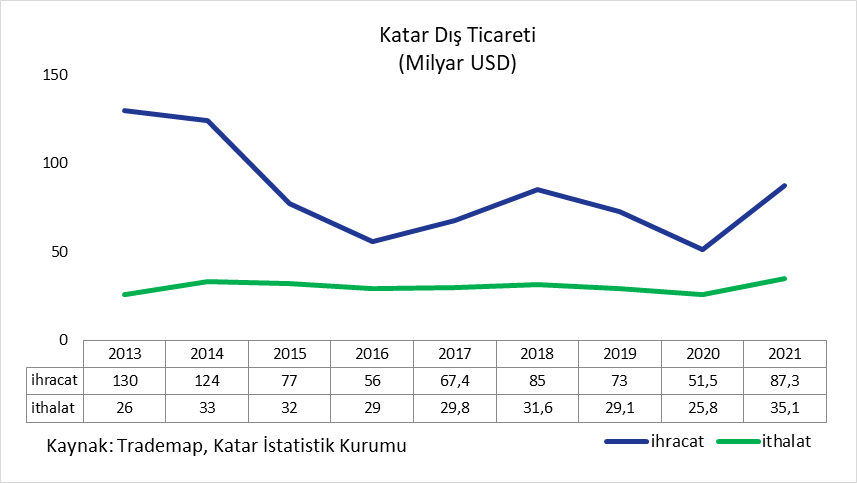 Katar Dış Ticareti
(Milyar USD)
150
100
50
0
2013 2014 2015 2016 2017 2018 2019 2020 2021
ihracat 130 124 77 56 67,4 85 73 51,5 87,3
ithalat 26 33 32 29 29,8 31,6 29,1 25,8 35,1
Kaynak: Trademap, Katar İstatistik Kurumu
ihracat ithalat